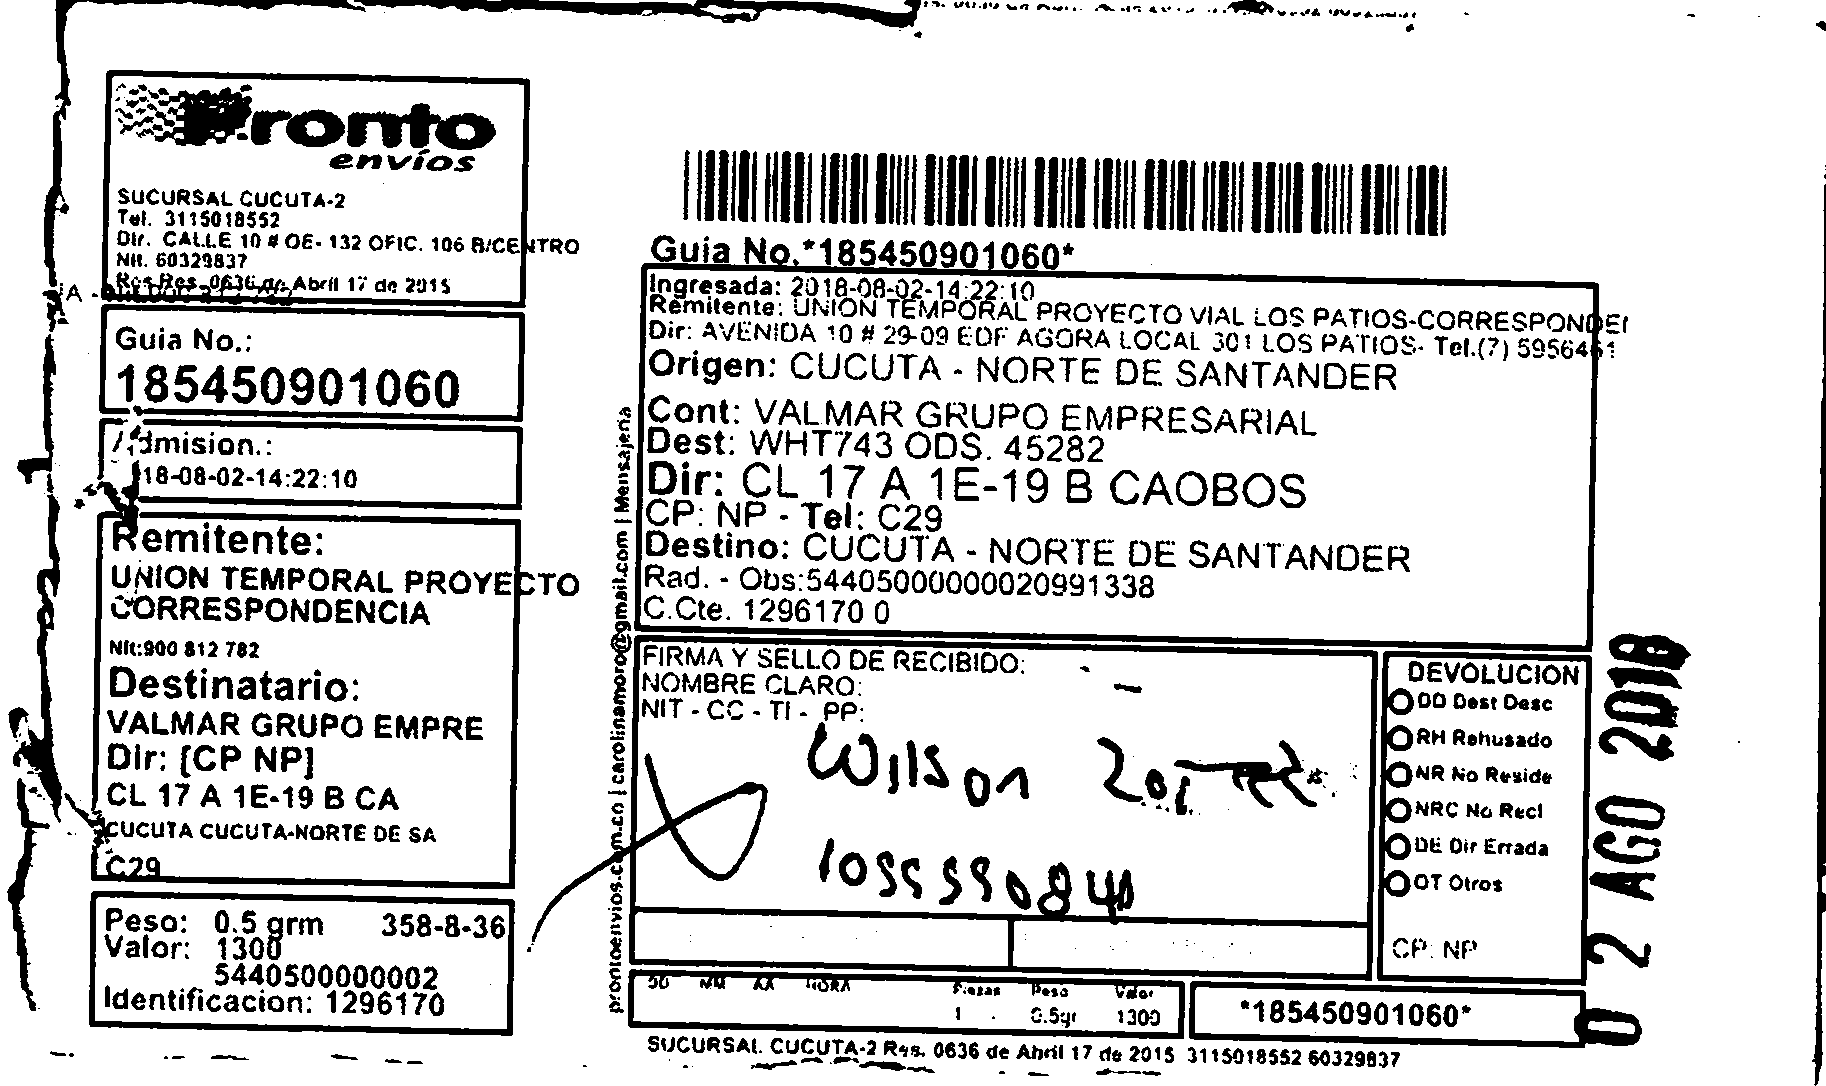 Pronto
envíos
SUCURSAL CUCUTA-2
Tel. 3115018552
Dir. CALLE 10 # OE- 132 OFIC. 106 B/CENTRO
Nit. 60329837
Res Res. 0636 de Abril 17 de 2015
Guia No.:
185450901060
Admision.:
18-08-02-14:22:10
Remitente:
UNION TEMPORAL PROYECTO
CORRESPONDENCIA
Nit:900 812 782
Destinatario:
VALMAR GRUPO EMPRE
Dir: [CP NP]
CL 17 A 1E-19 B CA
CUCUTA CUCUTA-NORTE DE SA
C29
Peso: 0.5 grm 358-8-36
Valor: 1300
5440500000002
Identificacion: 1296170
prontoenvios.com.co | carolinamoro@gmail.com | Mensajeria
Guia No.*185450901060*
Ingresada: 2018-08-02-14:22:10
Remitente: UNION TEMPORAL PROYECTO VIAL LOS PATIOS-CORRESPONDEI
Dir: AVENIDA 10 # 29-09 EDF AGORA LOCAL 301 LOS PATIOS- Tel.(7) 5956461
Origen: CUCUTA - NORTE DE SANTANDER
Cont: VALMAR GRUPO EMPRESARIAL
Dest: WHT743 ODS. 45282
Dir: CL 17 A 1E-19 B CAOBOS
CP: NP - Tel: C29
Destino: CUCUTA - NORTE DE SANTANDER
Rad. - Obs:54405000000020991338
C.Cte. 1296170 0
FIRMA Y SELLO DE RECIBIDO:
NOMBRE CLARO:
NIT - CC - TI - PP:
Wilson
DEVOLUCION
DD Dest Desc
RH Rehusado
NR No Reside
NRC No Recl
DE Dir Errada
OT Otros
CP: NP
02 AGO 2018
DD MM AA HORA Piezas Peso Valor
1 0.5gr 1300
*185450901060*
SUCURSAL CUCUTA-2 Res. 0636 de Abril 17 de 2015 3115018552 60329837